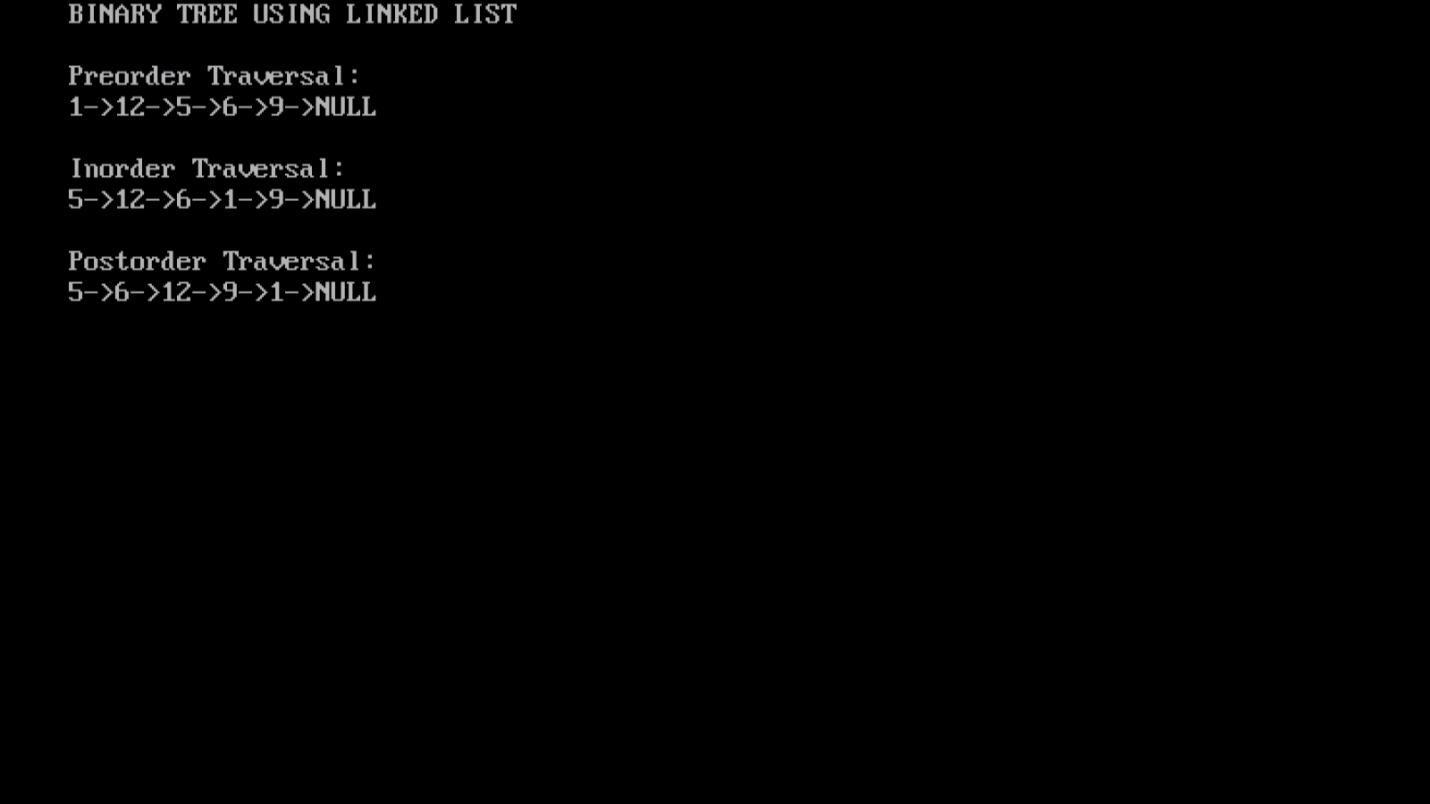 BINARY TREE USING LINKED LIST
Preorder Traversal:
1->12->5->6->9->NULL
Inorder Traversal:
5->12->6->1->9->NULL
Postorder Traversal:
5->6->12->9->1->NULL